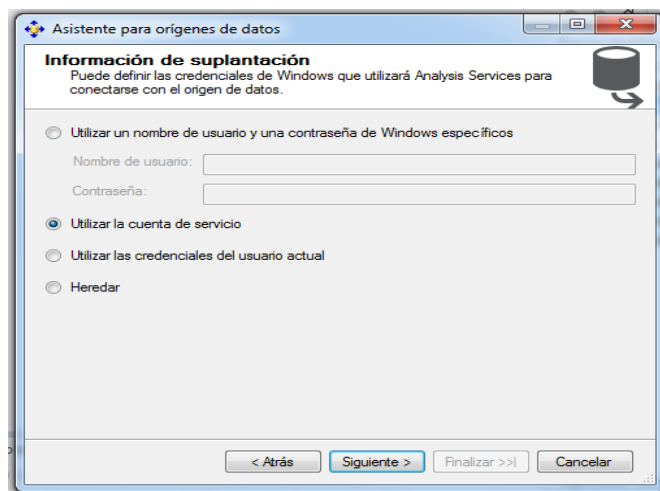 Asistente para orígenes de datos
Información de suplantación
Puede definir las credenciales de Windows que utilizará Analysis Services para
conectarse con el origen de datos.
Utilizar un nombre de usuario y una contraseña de Windows específicos
Nombre de usuario:
Contraseña:
Utilizar la cuenta de servicio
Utilizar las credenciales del usuario actual
Heredar
< Atrás
Siguiente >
Finalizar >>|
Cancelar